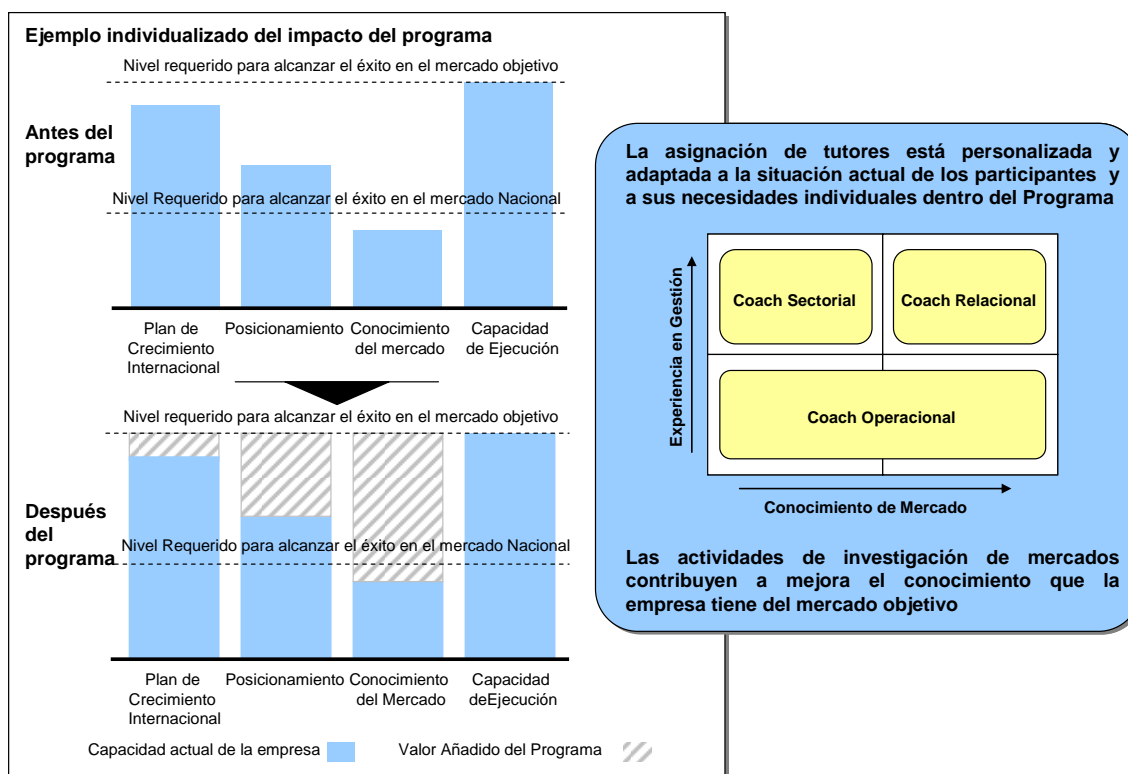 Ejemplo individualizado del impacto del programa
Nivel requerido para alcanzar el éxito en el mercado objetivo
Antes del
programa
Nivel Requerido para alcanzar el éxito en el mercado Nacional
Plan de
Crecimiento
Internacional
Posicionamiento
Conocimiento
del mercado
Capacidad
de Ejecución
Nivel requerido para alcanzar el éxito en el mercado objetivo
Después
del
programa
Nivel Requerido para alcanzar el éxito en el mercado Nacional
Plan de
Crecimiento
Internacional
Posicionamiento
Conocimiento
del Mercado
Capacidad
deEjecución
Capacidad actual de la empresa
Valor Añadido del Programa
La asignación de tutores está personalizada y
adaptada a la situación actual de los participantes y
a sus necesidades individuales dentro del Programa
Experiencia en Gestión
Coach Sectorial
Coach Relacional
Coach Operacional
Conocimiento de Mercado
Las actividades de investigación de mercados
contribuyen a mejora el conocimiento que la
empresa tiene del mercado objetivo